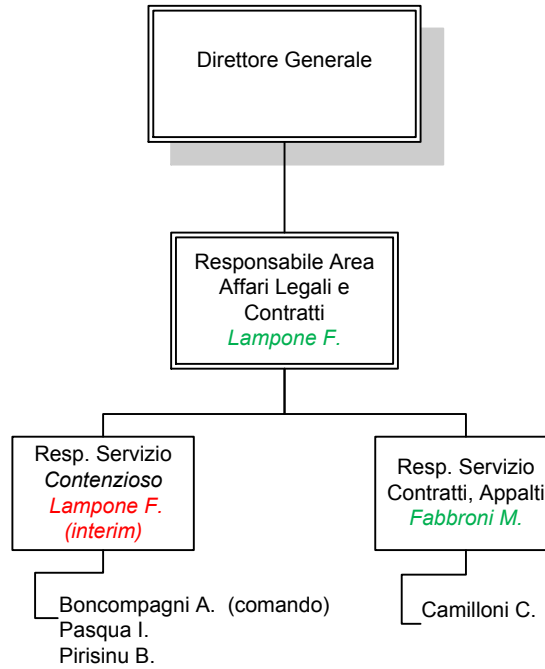 Direttore Generale
Responsabile Area
Affari Legali e
Contratti
Lampone F.
Resp. Servizio
Contenzioso
Lampone F.
(interim)
Resp. Servizio
Contratti, Appalti
Fabbroni M.
Boncompagni A. (comando)
Pasqua I.
Pirisinu B.
Camilloni C.